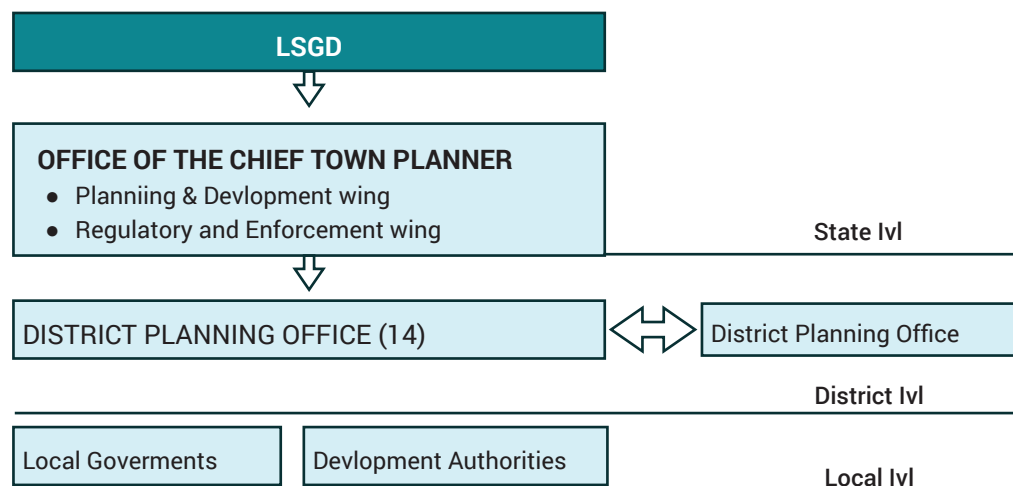 LSGD
OFFICE OF THE CHIEF TOWN PLANNER
● Planniing & Devlopment wing
● Regulatory and Enforcement wing
State lvl
DISTRICT PLANNING OFFICE (14)
District Planning Office
District lvl
Local Goverments
Devlopment Authorities
Local lvl